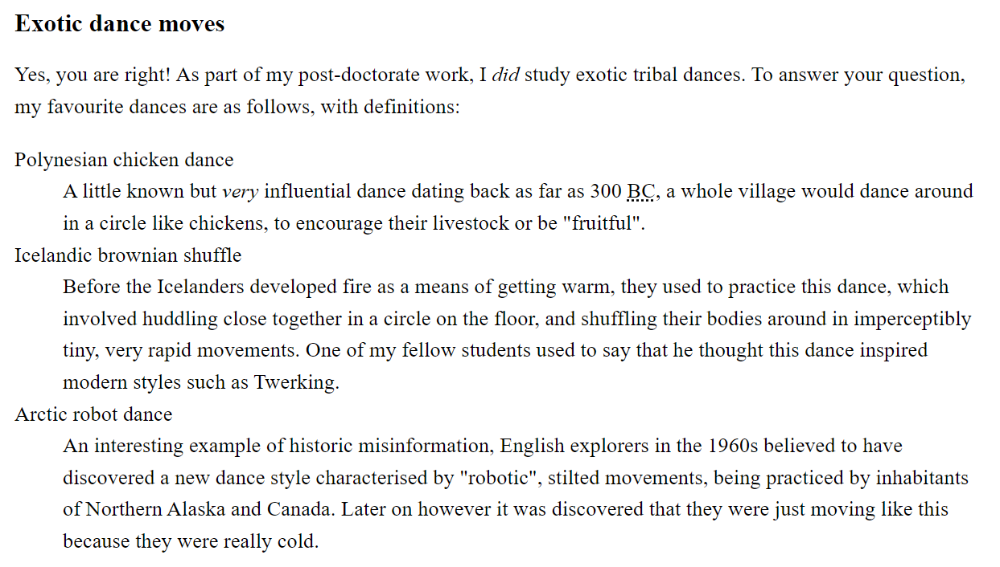 Exotic dance moves
Yes, you are right! As part of my post-doctorate work, I did study exotic tribal dances. To answer your question,
my favourite dances are as follows, with definitions:
Polynesian chicken dance
A little known but very influential dance dating back as far as 300 BC, a whole village would dance around
in a circle like chickens, to encourage their livestock or be "fruitful".
Icelandic brownian shuffle
Before the Icelanders developed fire as a means of getting warm, they used to practice this dance, which
involved huddling close together in a circle on the floor, and shuffling their bodies around in imperceptibly
tiny, very rapid movements. One of my fellow students used to say that he thought this dance inspired
modern styles such as Twerking.
Arctic robot dance
An interesting example of historic misinformation, English explorers in the 1960s believed to have
discovered a new dance style characterised by "robotic", stilted movements, being practiced by inhabitants
of Northern Alaska and Canada. Later on however it was discovered that they were just moving like this
because they were really cold.